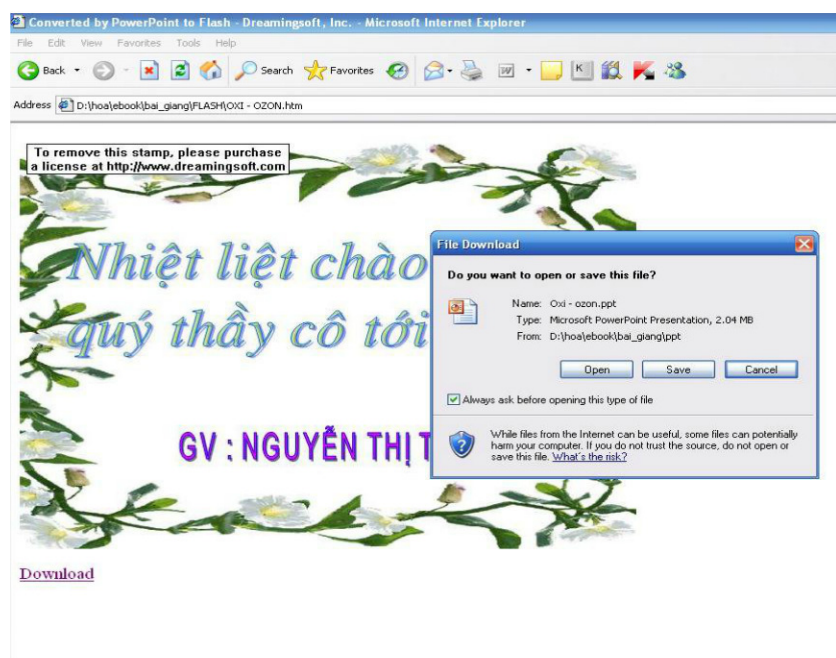 Converted by PowerPoint to Flash - Dreamingsoft, Inc. - Microsoft Internet Explorer
File Edit View Favorites Tools Help
Back Search Favorites
Address D:\hoa\ebook\bai_giang\FLASH\OXI - OZON.htm
To remove this stamp, please purchase
a license at http://www.dreamingsoft.com
Nhiệt liệt chào
quý thầy cô tới
GV : NGUYỄN THỊ T
File Download
Do you want to open or save this file?
Name: Oxi - ozon.ppt
Type: Microsoft PowerPoint Presentation, 2.04 MB
From: D:\hoa\ebook\bai_giang\ppt
Open Save Cancel
Always ask before opening this type of file
While files from the Internet can be useful, some files can potentially
harm your computer. If you do not trust the source, do not open or
save this file. What's the risk?
Download